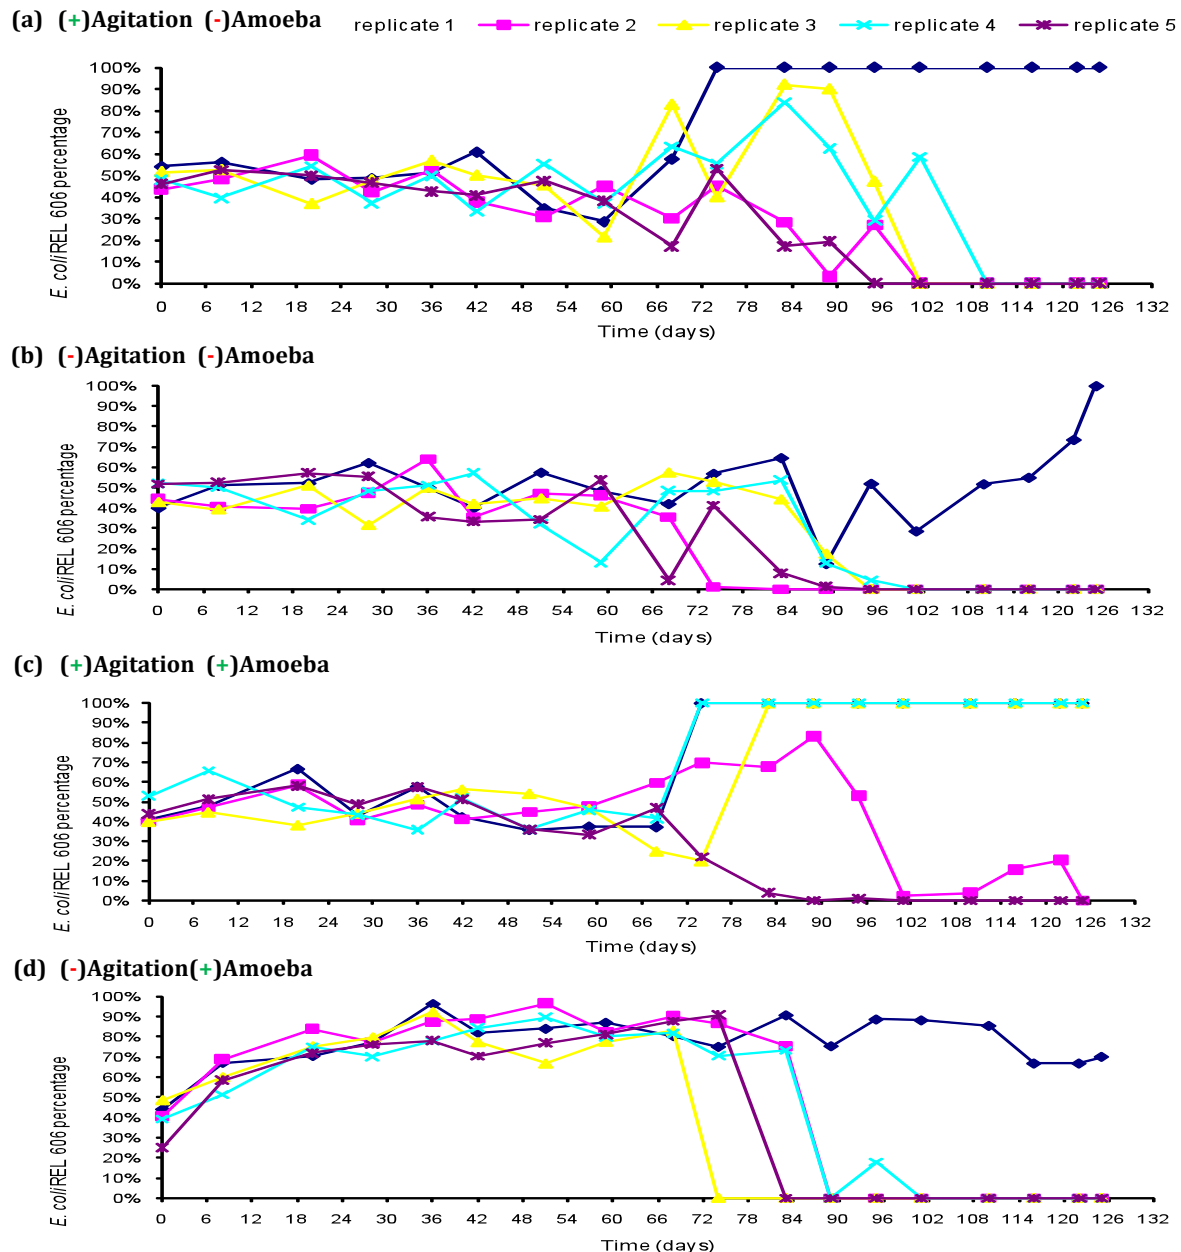 (a) (+)Agitation (-)Amoeba replicate 1 replicate 2 replicate 3 replicate 4 replicate 5
100%
90%
80%
70%
60%
50%
40%
30%
20%
10%
0%
E. coli REL 606 percentage
0 6 12 18 24 30 36 42 48 54 60 66 72 78 84 90 96 102 108 114 120 126 132
Time (days)
(b) (-)Agitation (-)Amoeba
100%
90%
80%
70%
60%
50%
40%
30%
20%
10%
0%
E. coli REL 606 percentage
0 6 12 18 24 30 36 42 48 54 60 66 72 78 84 90 96 102 108 114 120 126 132
Time (days)
(c) (+)Agitation (+)Amoeba
100%
90%
80%
70%
60%
50%
40%
30%
20%
10%
0%
E. coli REL 606 percentage
0 6 12 18 24 30 36 42 48 54 60 66 72 78 84 90 96 102 108 114 120 126 132
Time (days)
(d) (-)Agitation(+)Amoeba
100%
90%
80%
70%
60%
50%
40%
30%
20%
10%
0%
E. coli REL 606 percentage
0 6 12 18 24 30 36 42 48 54 60 66 72 78 84 90 96 102 108 114 120 126 132
Time (days)